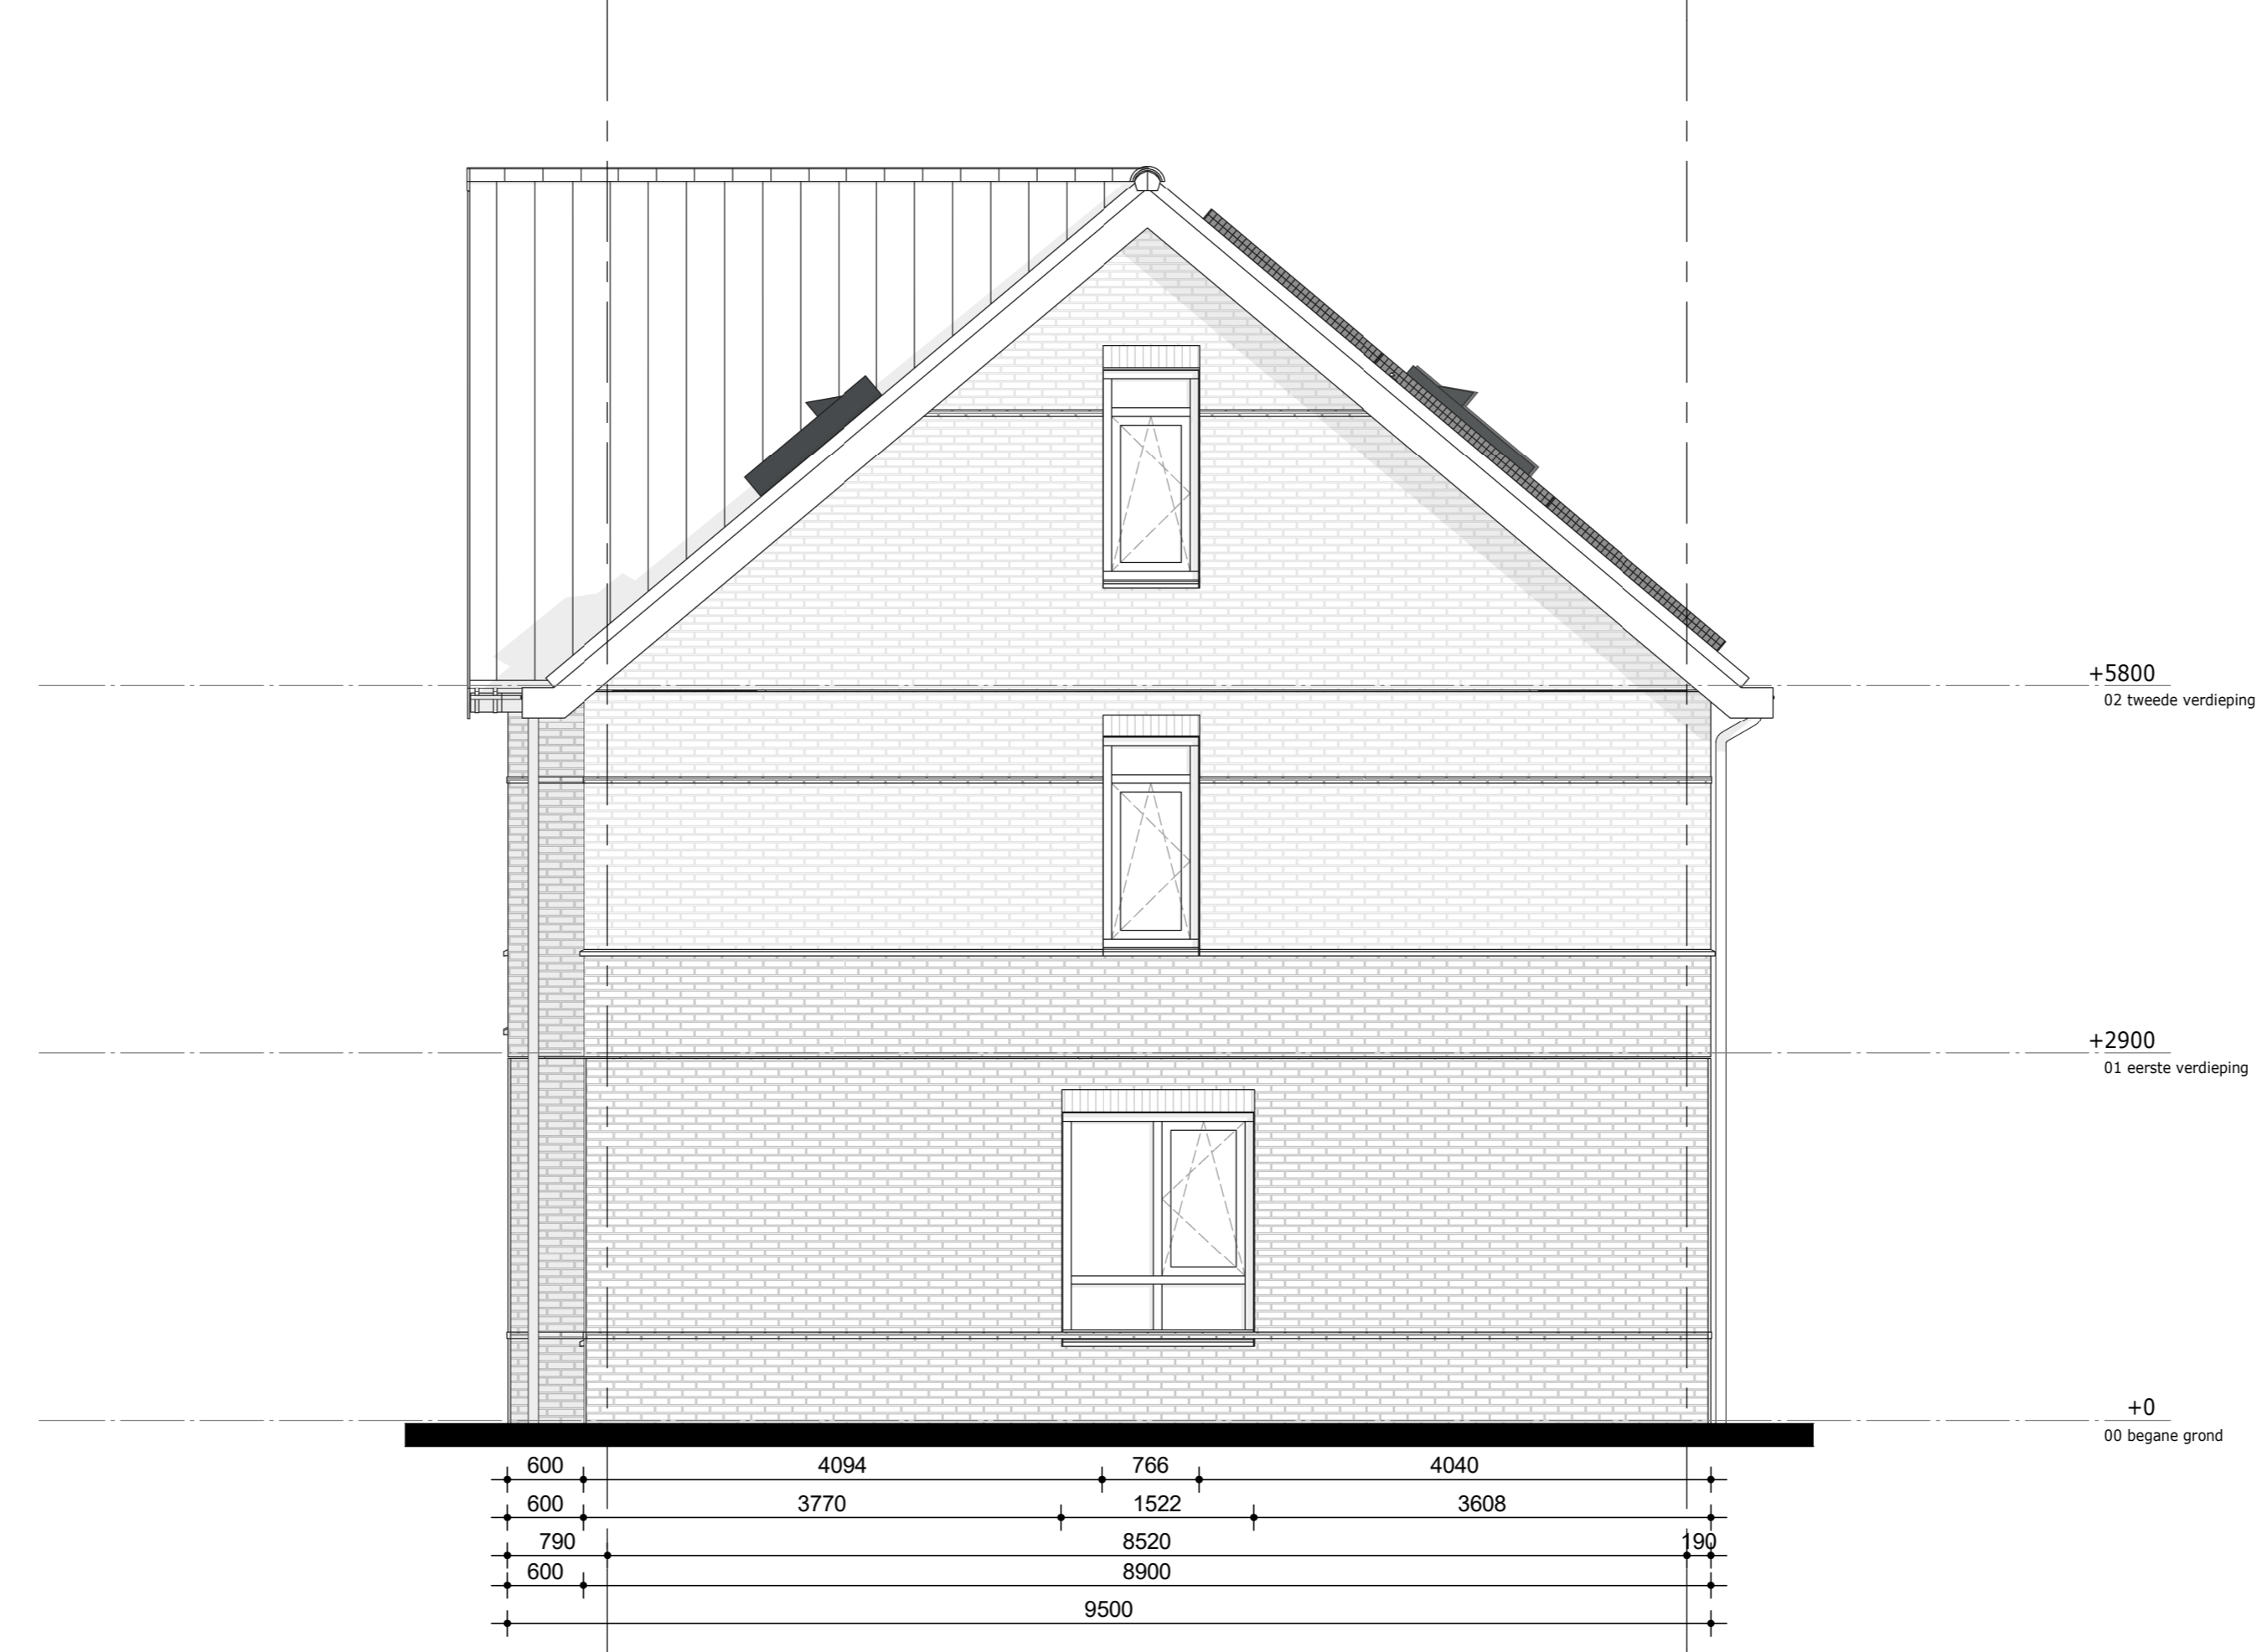 +5800
02 tweede verdieping
+2900
01 eerste verdieping
+0
00 begane grond
600 4094 766 4040
600 3770 1522 3608
790 8520 190
600 8900
9500